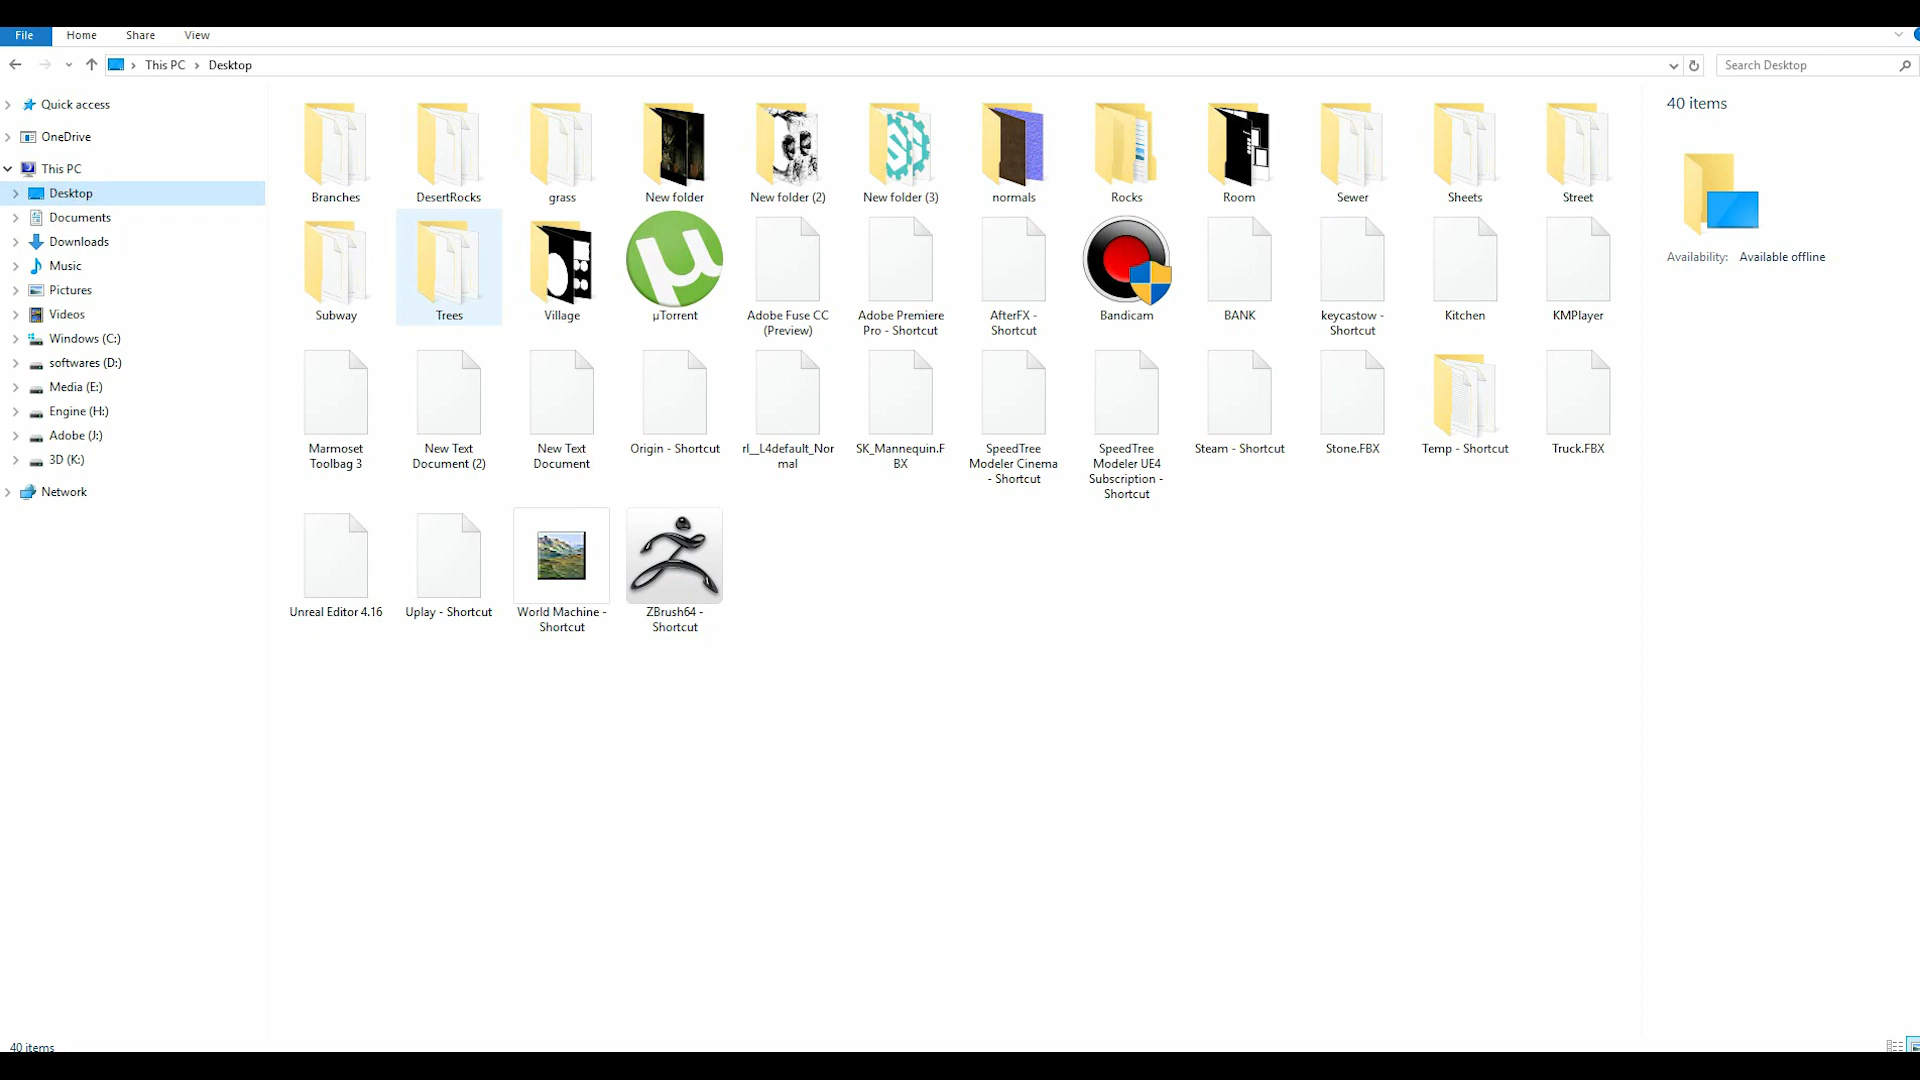 File Home Share View
This PC Desktop
Search Desktop
Quick access
OneDrive
This PC
Desktop
Documents
Downloads
Music
Pictures
Videos
Windows (C:)
softwares (D:)
Media (E:)
Engine (H:)
Adobe (J:)
3D (K:)
Network
Branches DesertRocks grass New folder New folder (2) New folder (3) normals Rocks Room Sewer Sheets Street
Subway Trees Village µTorrent Adobe Fuse CC Adobe Premiere AfterFX - Bandicam BANK keycastow - Kitchen KMPlayer
(Preview) Pro - Shortcut Shortcut Shortcut
Marmoset New Text New Text Origin - Shortcut rl__L4default_Nor SK_Mannequin.F SpeedTree SpeedTree Steam - Shortcut Stone.FBX Temp - Shortcut Truck.FBX
Toolbag 3 Document (2) Document mal BX Modeler Cinema Modeler UE4
- Shortcut Subscription -
Shortcut
Unreal Editor 4.16 Uplay - Shortcut World Machine - ZBrush64 -
Shortcut Shortcut
40 items
Availability: Available offline
40 items